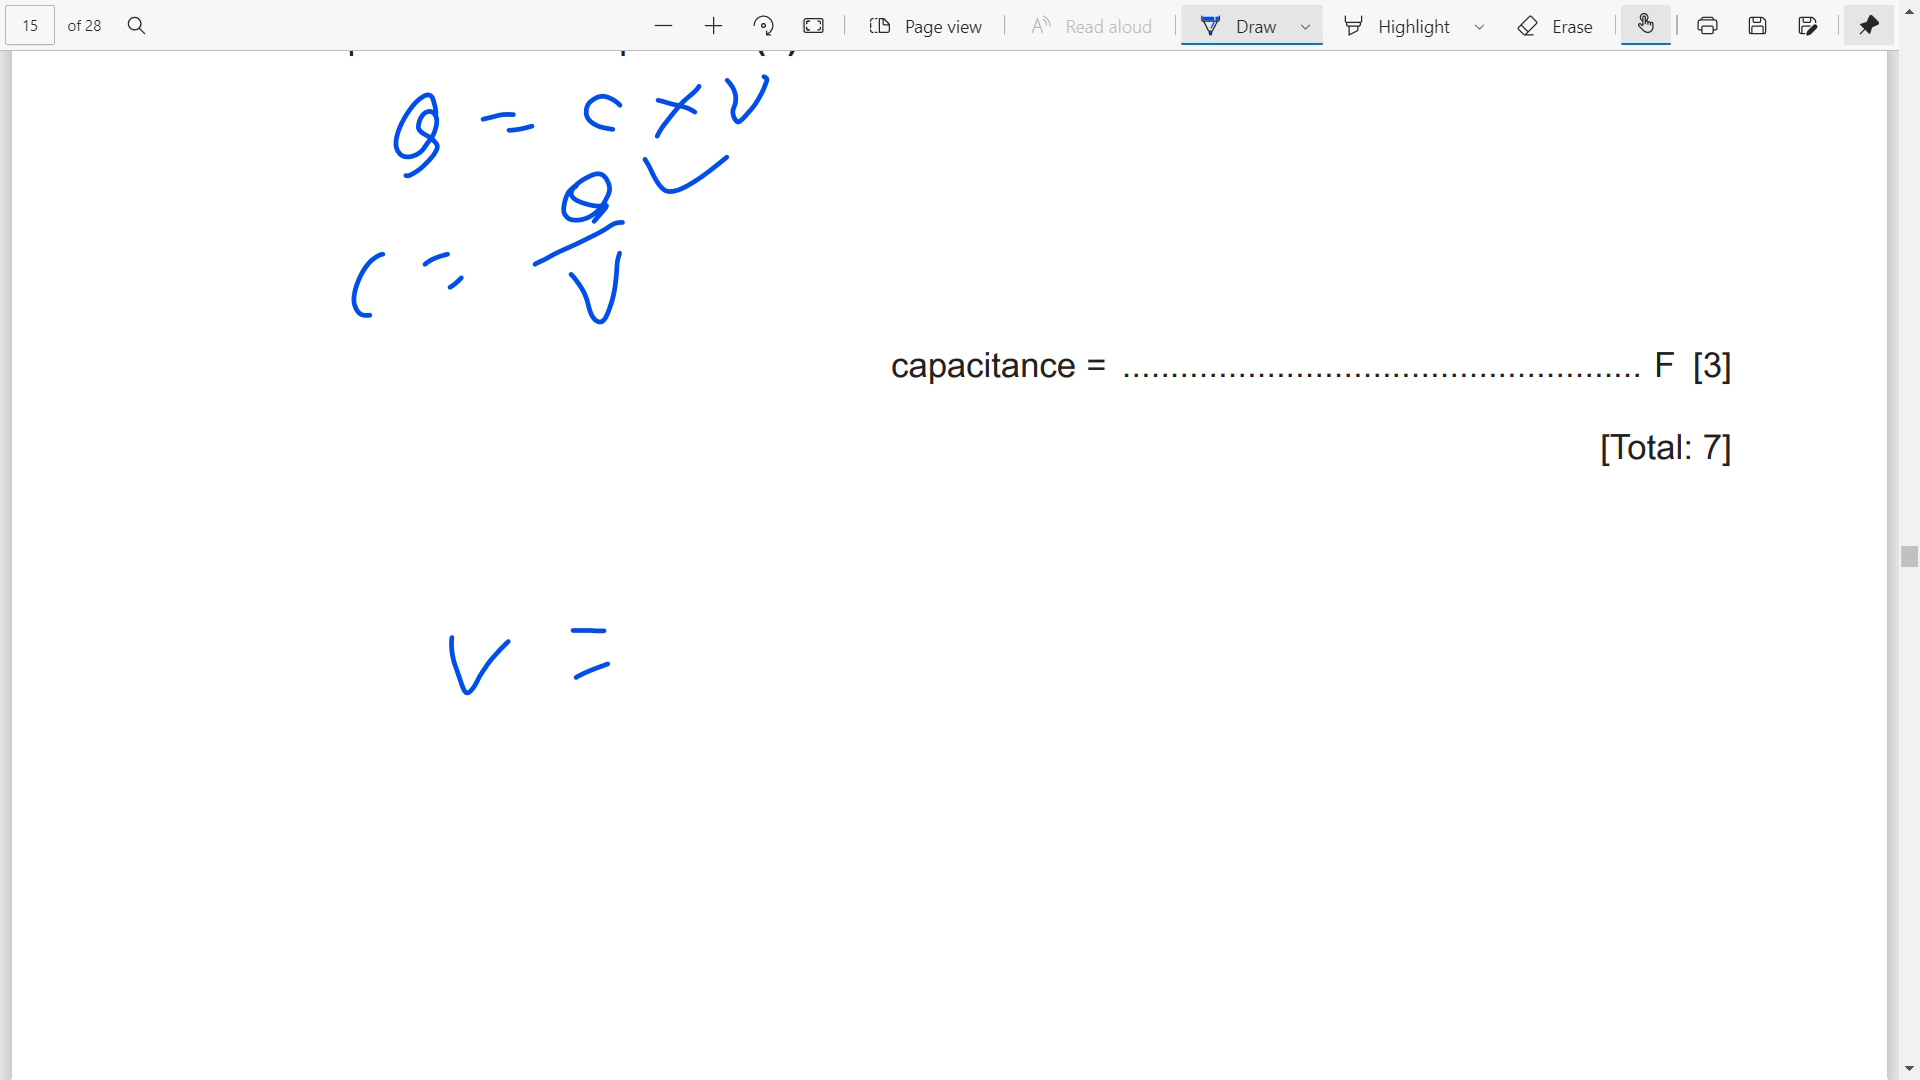 15 of 28 Page view Read aloud Draw Highlight Erase
Q = C × V
C = Q / V
capacitance = .................................................... F [3]
[Total: 7]
V =